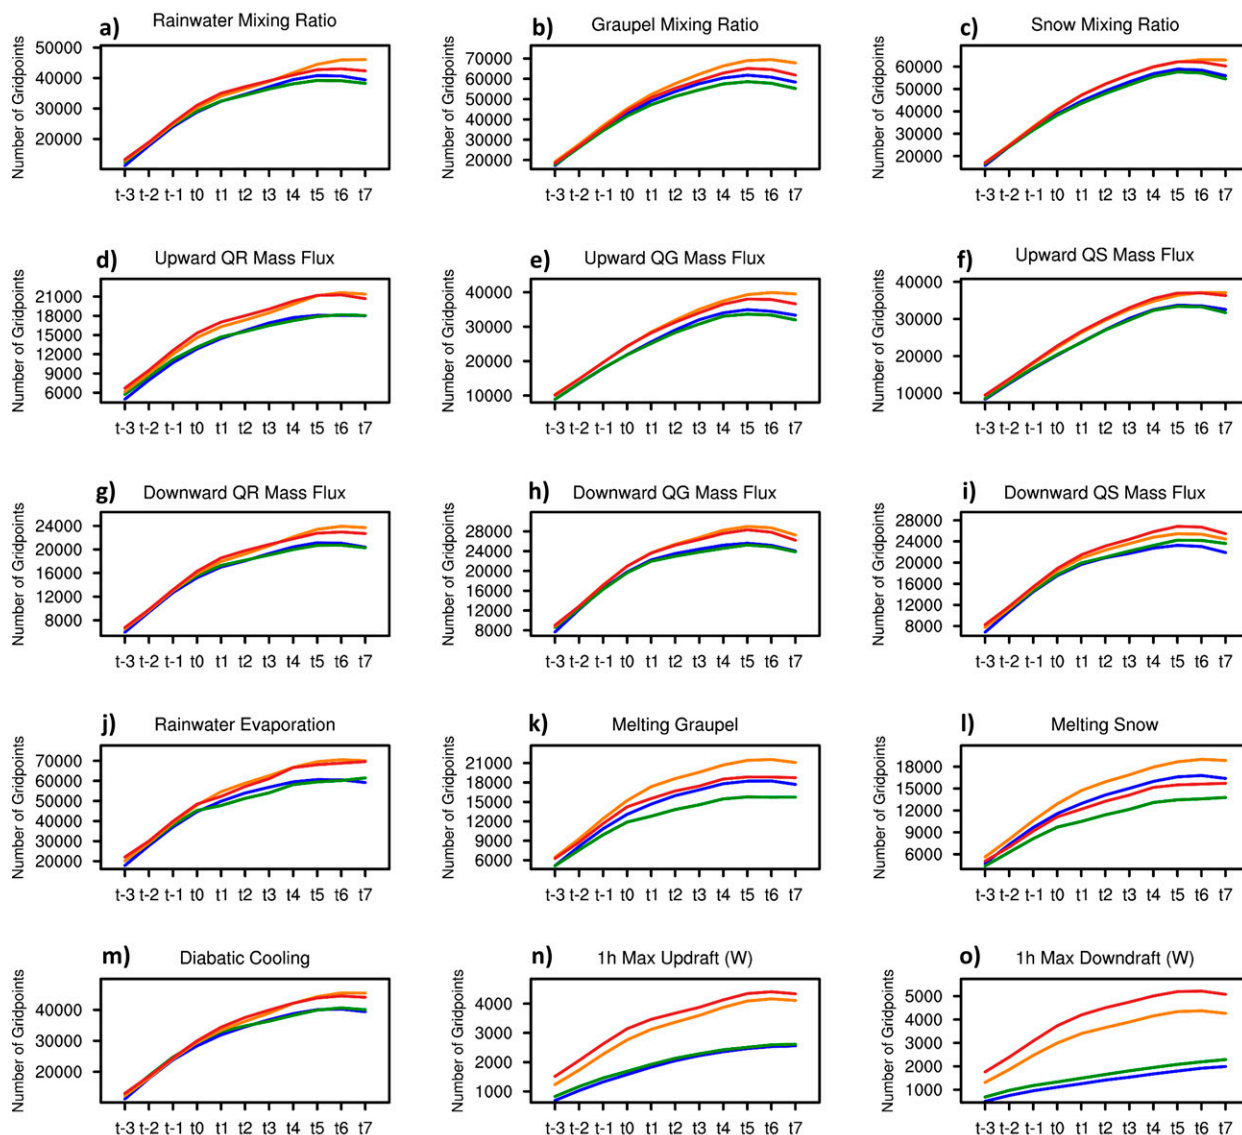 a) Rainwater Mixing Ratio
Number of Gridpoints
50000
40000
30000
20000
t-3 t-2 t-1 t0 t1 t2 t3 t4 t5 t6 t7
b) Graupel Mixing Ratio
Number of Gridpoints
70000
60000
50000
40000
30000
20000
t-3 t-2 t-1 t0 t1 t2 t3 t4 t5 t6 t7
c) Snow Mixing Ratio
Number of Gridpoints
60000
50000
40000
30000
20000
t-3 t-2 t-1 t0 t1 t2 t3 t4 t5 t6 t7
d) Upward QR Mass Flux
Number of Gridpoints
21000
18000
15000
12000
9000
6000
t-3 t-2 t-1 t0 t1 t2 t3 t4 t5 t6 t7
e) Upward QG Mass Flux
Number of Gridpoints
40000
30000
20000
10000
t-3 t-2 t-1 t0 t1 t2 t3 t4 t5 t6 t7
f) Upward QS Mass Flux
Number of Gridpoints
40000
30000
20000
10000
t-3 t-2 t-1 t0 t1 t2 t3 t4 t5 t6 t7
g) Downward QR Mass Flux
Number of Gridpoints
24000
20000
16000
12000
8000
t-3 t-2 t-1 t0 t1 t2 t3 t4 t5 t6 t7
h) Downward QG Mass Flux
Number of Gridpoints
28000
24000
20000
16000
12000
8000
t-3 t-2 t-1 t0 t1 t2 t3 t4 t5 t6 t7
i) Downward QS Mass Flux
Number of Gridpoints
28000
24000
20000
16000
12000
8000
t-3 t-2 t-1 t0 t1 t2 t3 t4 t5 t6 t7
j) Rainwater Evaporation
Number of Gridpoints
70000
60000
50000
40000
30000
20000
t-3 t-2 t-1 t0 t1 t2 t3 t4 t5 t6 t7
k) Melting Graupel
Number of Gridpoints
21000
18000
15000
12000
9000
6000
t-3 t-2 t-1 t0 t1 t2 t3 t4 t5 t6 t7
l) Melting Snow
Number of Gridpoints
18000
15000
12000
9000
6000
t-3 t-2 t-1 t0 t1 t2 t3 t4 t5 t6 t7
m) Diabatic Cooling
Number of Gridpoints
40000
30000
20000
t-3 t-2 t-1 t0 t1 t2 t3 t4 t5 t6 t7
n) 1h Max Updraft (W)
Number of Gridpoints
4000
3000
2000
1000
t-3 t-2 t-1 t0 t1 t2 t3 t4 t5 t6 t7
o) 1h Max Downdraft (W)
Number of Gridpoints
5000
4000
3000
2000
1000
t-3 t-2 t-1 t0 t1 t2 t3 t4 t5 t6 t7